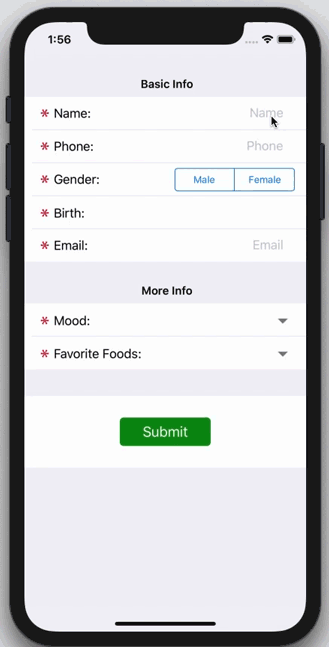 1:56
Basic Info
* Name: Name
* Phone: Phone
* Gender: Male Female
* Birth:
* Email: Email
More Info
* Mood:
* Favorite Foods:
Submit